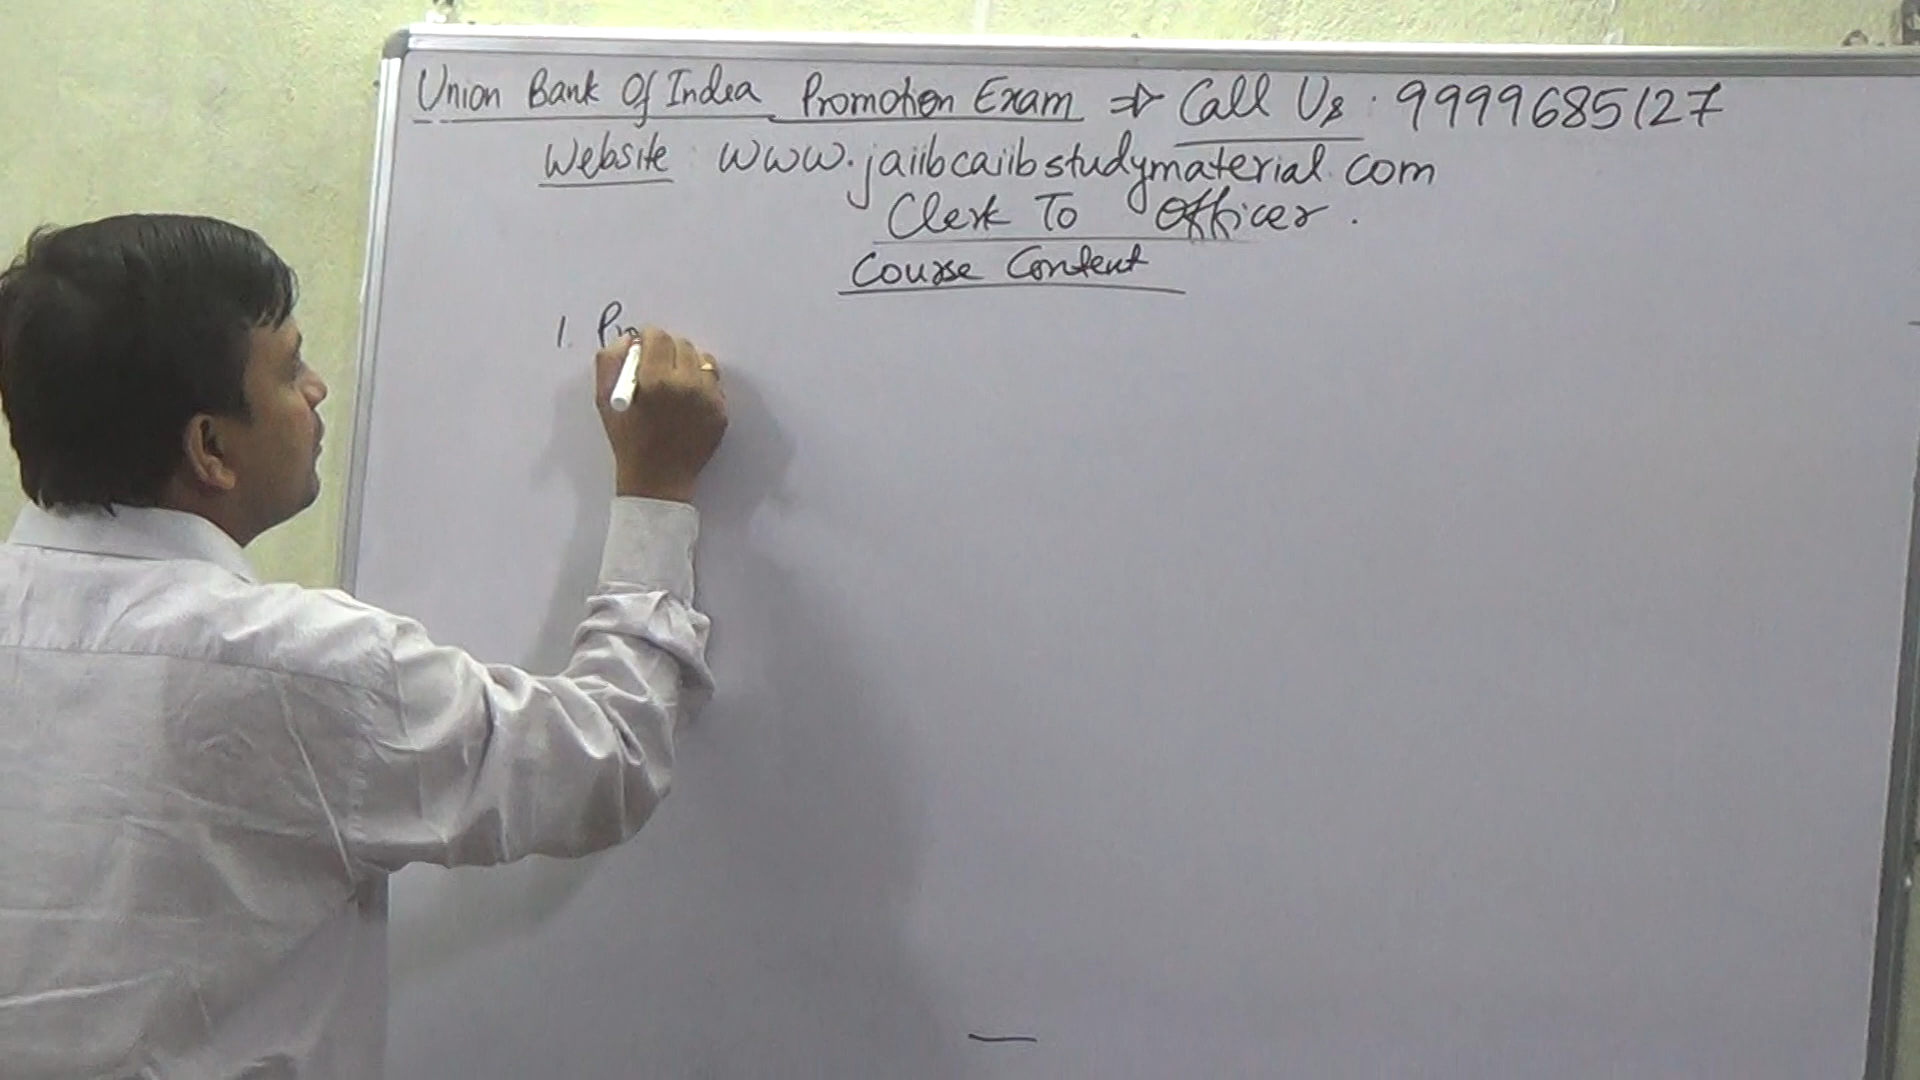 Union Bank Of India Promotion Exam ⇒ Call Us : 9999685127
Website : www.jaiibcaiibstudymaterial.com
Clerk To Officer.
Course Content
1.